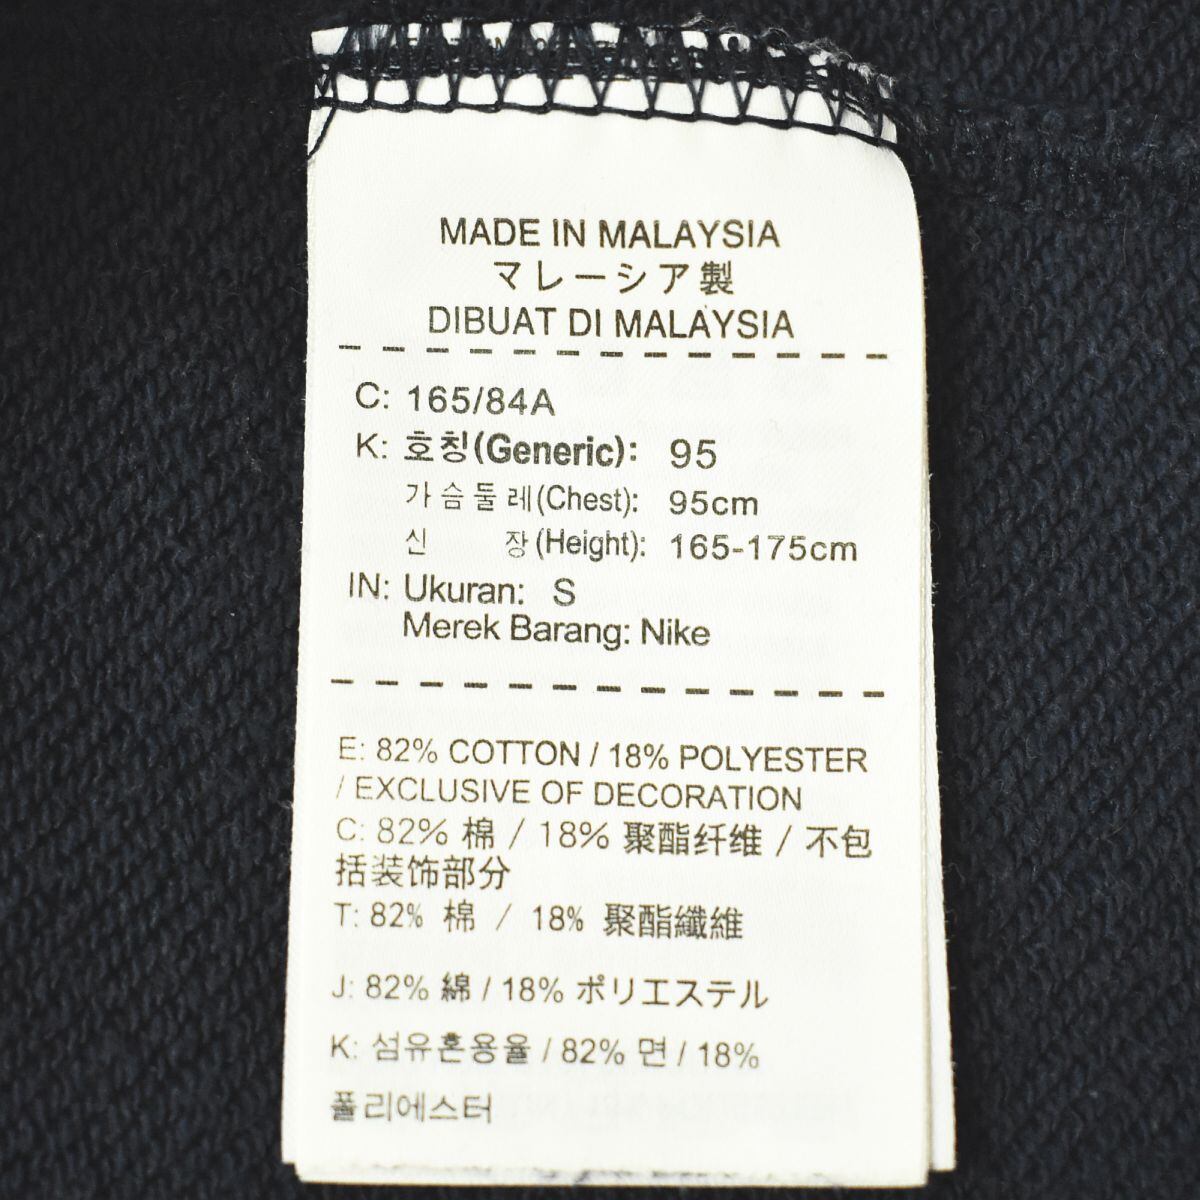 MADE IN MALAYSIA
マレーシア製
DIBUAT DI MALAYSIA
C: 165/84A
K: 호칭(Generic): 95
가슴둘레(Chest): 95cm
신 장(Height): 165-175cm
IN: Ukuran: S
Merek Barang: Nike
E: 82% COTTON / 18% POLYESTER
/ EXCLUSIVE OF DECORATION
C: 82% 棉 / 18% 聚酯纤维 / 不包
括装饰部分
T: 82% 棉 / 18% 聚酯纖維
J: 82% 綿 / 18% ポリエステル
K: 섬유혼용율 / 82% 면 / 18%
폴리에스터